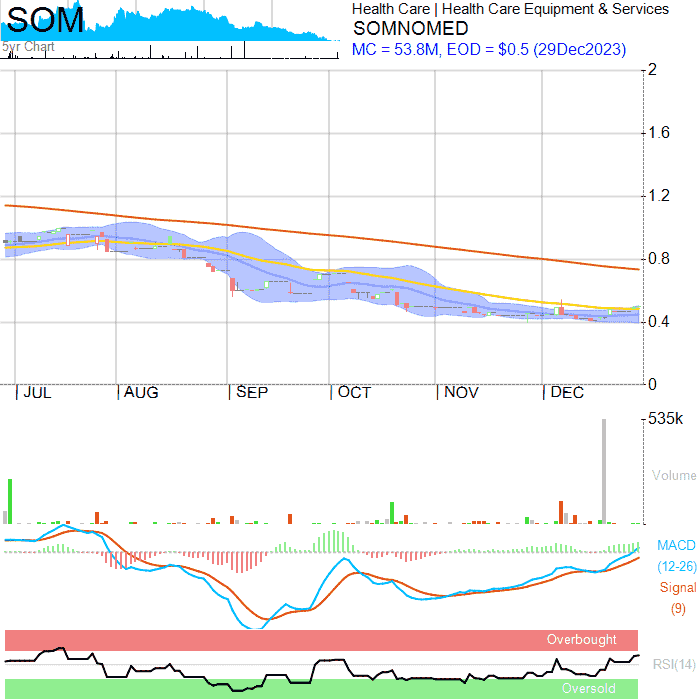 SOM
5yr Chart
Health Care | Health Care Equipment & Services
SOMNOMED
MC = 53.8M, EOD = $0.5 (29Dec2023)
2
1.6
1.2
0.8
0.4
0
JUL
AUG
SEP
OCT
NOV
DEC
535k
Volume
MACD
(12-26)
Signal
(9)
Overbought
RSI(14)
Oversold